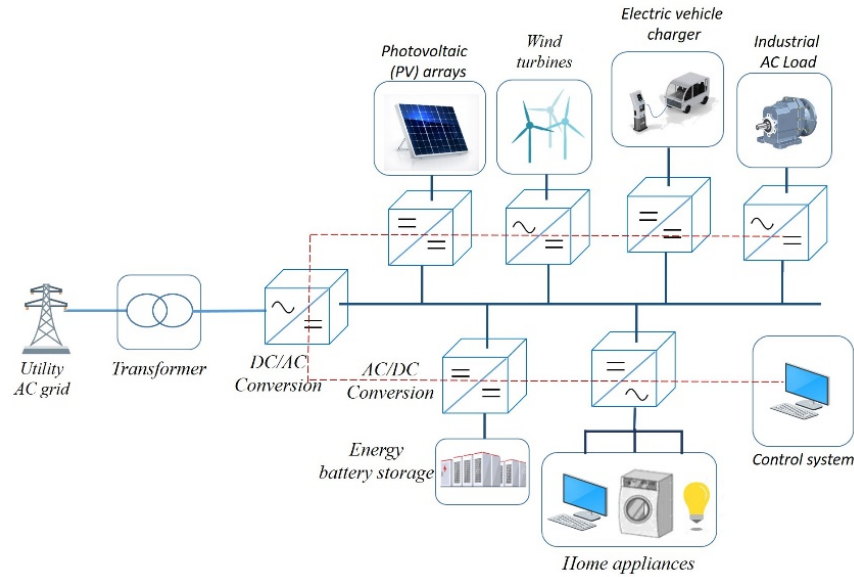 Photovoltaic
(PV) arrays
Wind
turbines
Electric vehicle
charger
Industrial
AC Load
Utility
AC grid
Transformer
DC/AC
Conversion
AC/DC
Conversion
Energy
battery storage
Home appliances
Control system